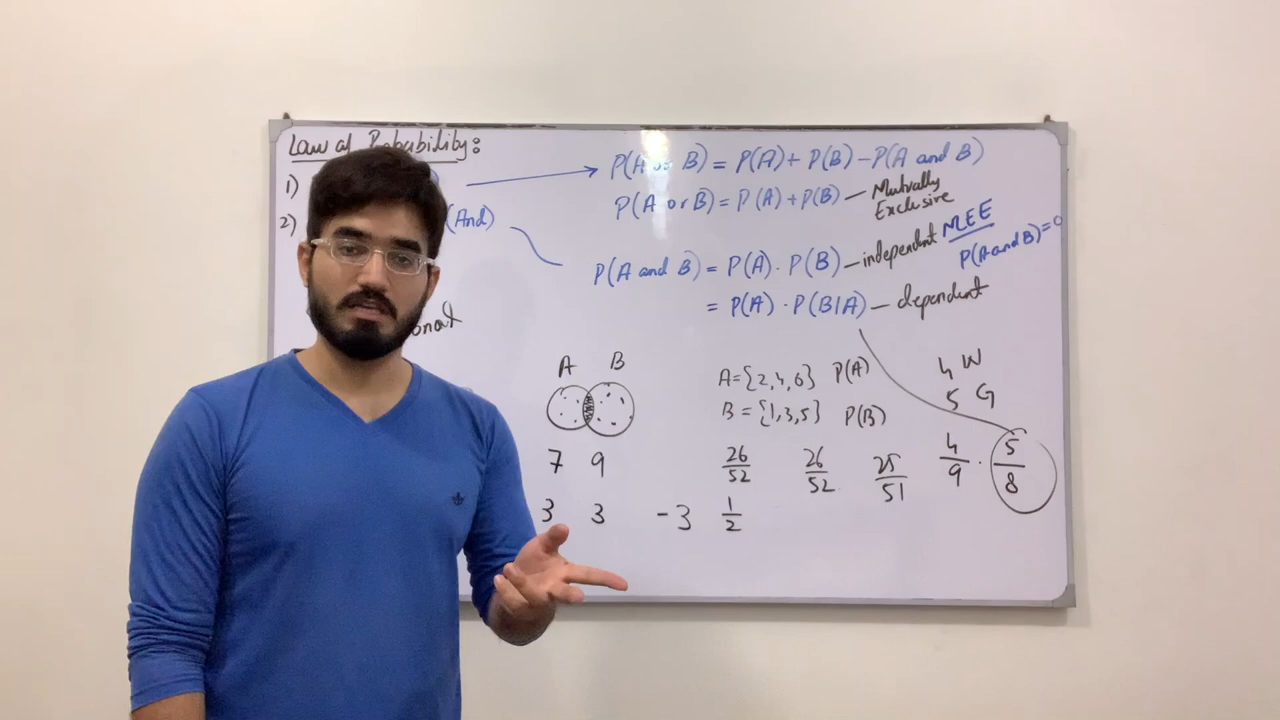 Law of Probability:
1)
2) (And)
P(A or B) = P(A) + P(B) - P(A and B)
P(A or B) = P(A) + P(B) — Mutually Exclusive
MEE
P(A and B) = 0
P(A and B) = P(A) · P(B) — independent
= P(A) · P(B|A) — dependent
A B
7 9
3 3 - 3
A = {2,4,6} P(A)
B = {1,3,5} P(B)
26/52 26/52 25/51
1/2
4 W
5 G
4/9 · 5/8